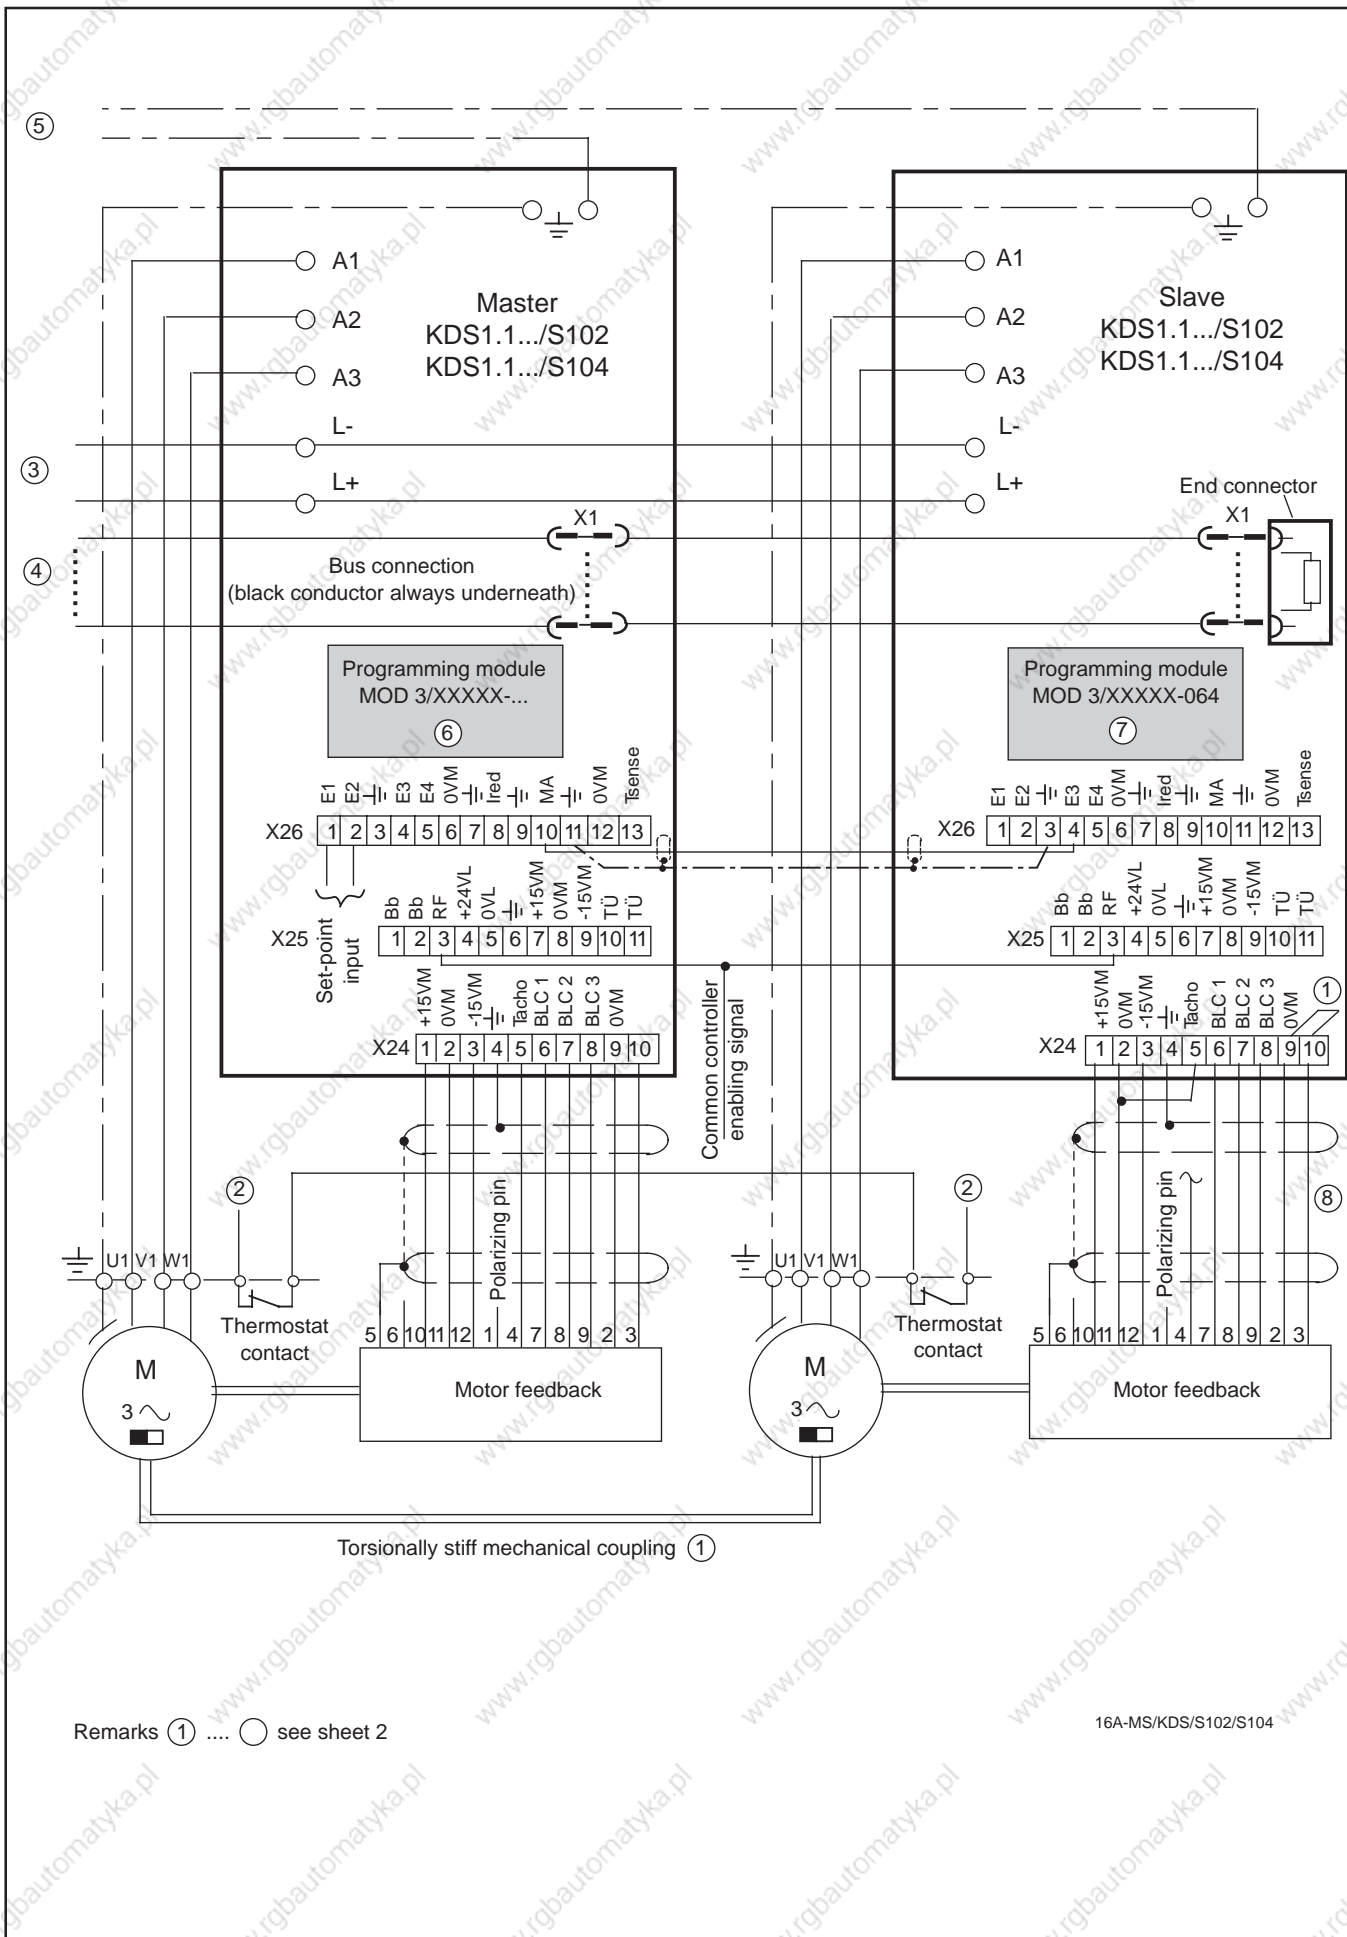 5
A1
A2
A3
L-
L+
Master
KDS1.1.../S102
KDS1.1.../S104
A1
A2
A3
L-
L+
Slave
KDS1.1.../S102
KDS1.1.../S104
3
4
X1
Bus connection
(black conductor always underneath)
End connector
X1
Programming module
MOD 3/XXXXX-...
6
Programming module
MOD 3/XXXXX-064
7
E1 E2 E3 E4 0VM Ired MA 0VM Tsense
X26 1 2 3 4 5 6 7 8 9 10 11 12 13
E1 E2 E3 E4 0VM Ired MA 0VM Tsense
X26 1 2 3 4 5 6 7 8 9 10 11 12 13
Set-point
input
Bb Bb RF +24VL 0VL +15VM 0VM -15VM TÜ TÜ
X25 1 2 3 4 5 6 7 8 9 10 11
Bb Bb RF +24VL 0VL +15VM 0VM -15VM TÜ TÜ
X25 1 2 3 4 5 6 7 8 9 10 11
Common controller
enabling signal
+15VM 0VM -15VM Tacho BLC 1 BLC 2 BLC 3 0VM
X24 1 2 3 4 5 6 7 8 9 10
+15VM 0VM -15VM Tacho BLC 1 BLC 2 BLC 3 0VM
1
X24 1 2 3 4 5 6 7 8 9 10
2
Polarizing pin
2
Polarizing pin
8
U1 V1 W1
U1 V1 W1
Thermostat
contact
5 6 10 11 12 1 4 7 8 9 2 3
Thermostat
contact
5 6 10 11 12 1 4 7 8 9 2 3
M
3
Motor feedback
M
3
Motor feedback
Torsionally stiff mechanical coupling 1
Remarks 1 .... see sheet 2
16A-MS/KDS/S102/S104
www.rgbautomatyka.pl